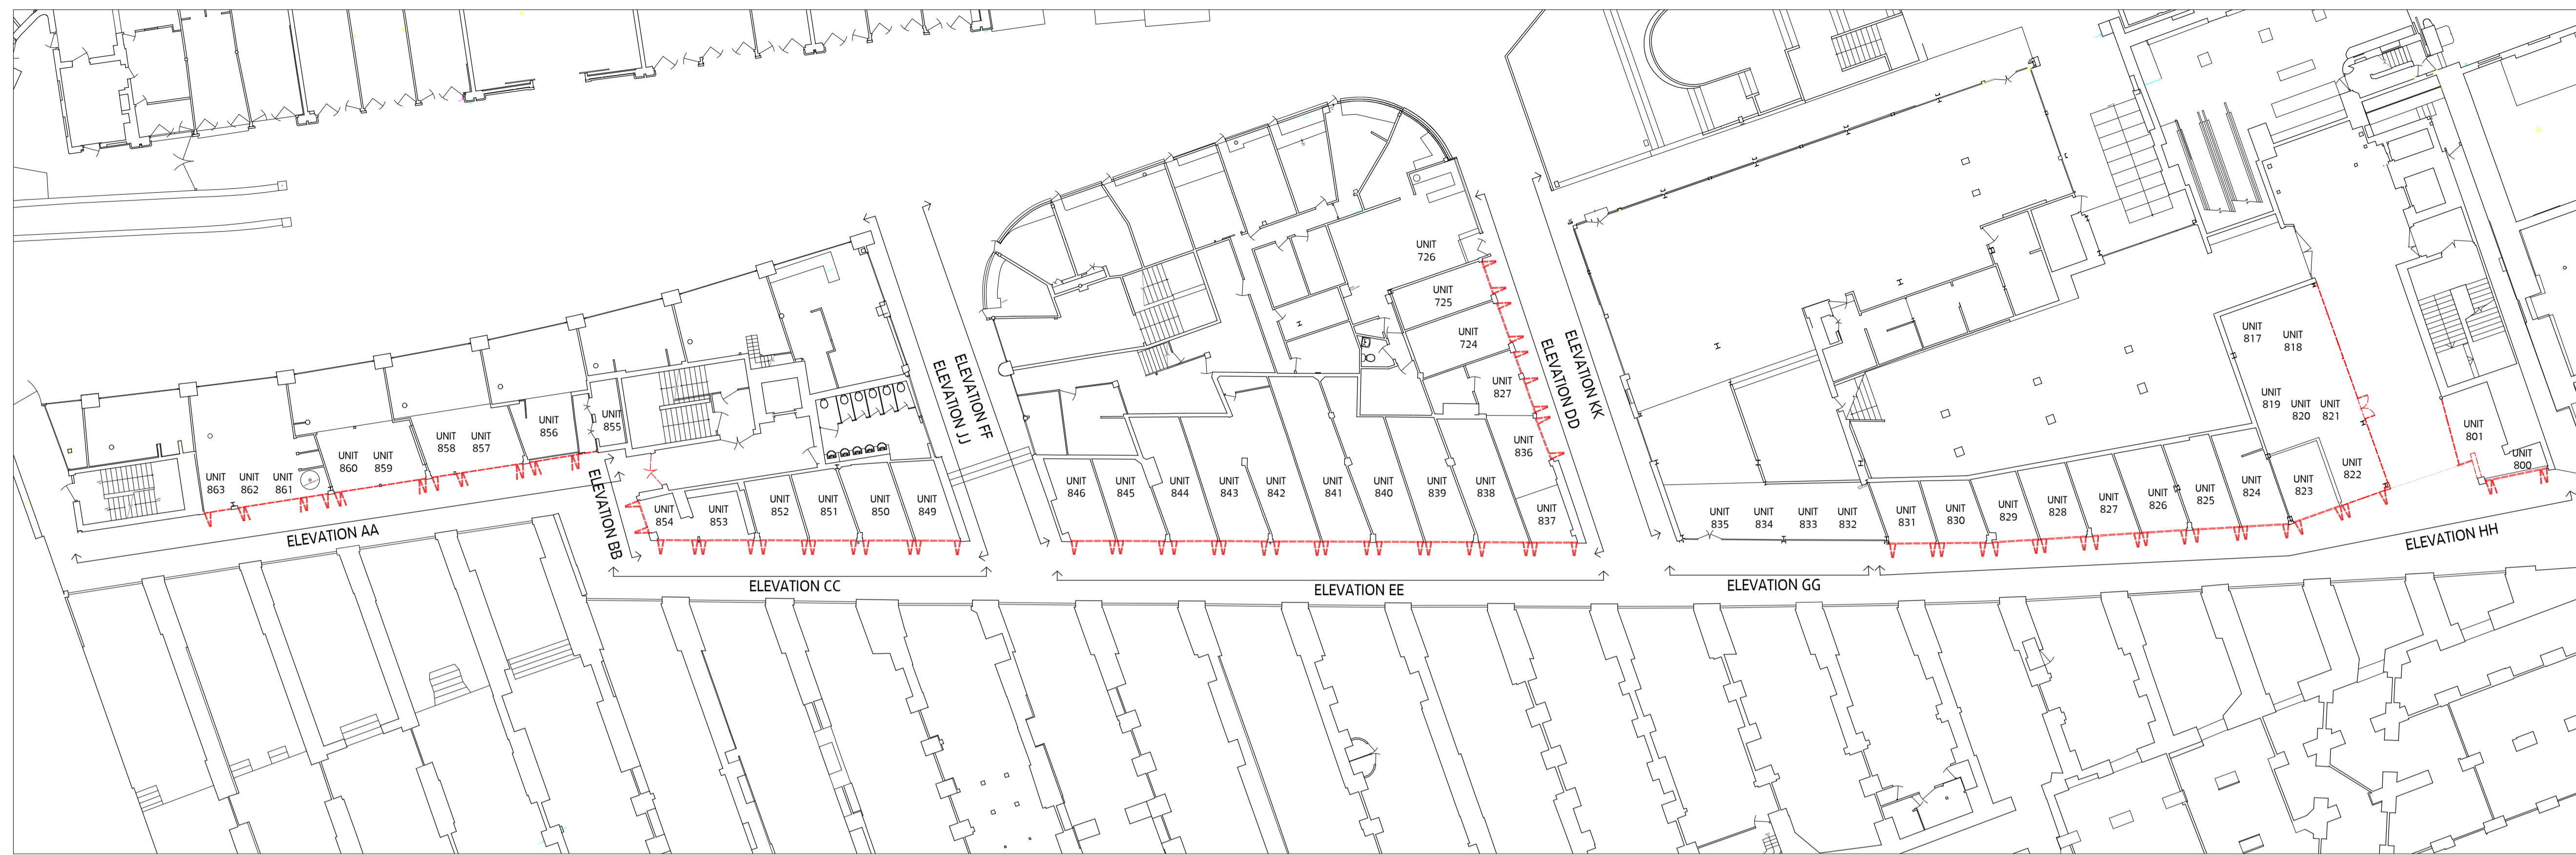 UNIT
726
UNIT
725
UNIT
724
UNIT
827
UNIT
836
UNIT
837
UNIT
817
UNIT
818
UNIT
819
UNIT
820
UNIT
821
UNIT
822
UNIT
801
UNIT
800
UNIT
863
UNIT
862
UNIT
861
UNIT
860
UNIT
859
UNIT
858
UNIT
857
UNIT
856
UNIT
855
UNIT
854
UNIT
853
UNIT
852
UNIT
851
UNIT
850
UNIT
849
UNIT
846
UNIT
845
UNIT
844
UNIT
843
UNIT
842
UNIT
841
UNIT
840
UNIT
839
UNIT
838
UNIT
835
UNIT
834
UNIT
833
UNIT
832
UNIT
831
UNIT
830
UNIT
829
UNIT
828
UNIT
827
UNIT
826
UNIT
825
UNIT
824
UNIT
823
ELEVATION AA
ELEVATION BB
ELEVATION CC
ELEVATION JJ
ELEVATION FF
ELEVATION EE
ELEVATION DD
ELEVATION KK
ELEVATION GG
ELEVATION HH